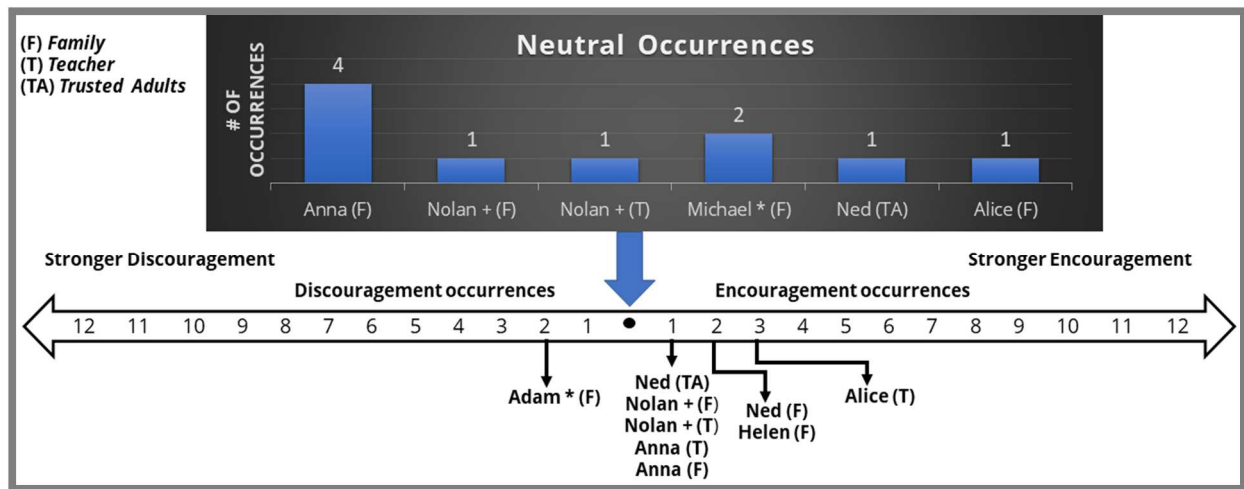 (F) Family
(T) Teacher
(TA) Trusted Adults
Neutral Occurrences
# OF
OCCURRENCES
4
1
1
2
1
1
Anna (F)
Nolan + (F)
Nolan + (T)
Michael * (F)
Ned (TA)
Alice (F)
Stronger Discouragement
Stronger Encouragement
Discouragement occurrences
Encouragement occurrences
12 11 10 9 8 7 6 5 4 3 2 1 1 2 3 4 5 6 7 8 9 10 11 12
Adam * (F)
Ned (TA)
Nolan + (F)
Nolan + (T)
Anna (T)
Anna (F)
Ned (F)
Helen (F)
Alice (T)